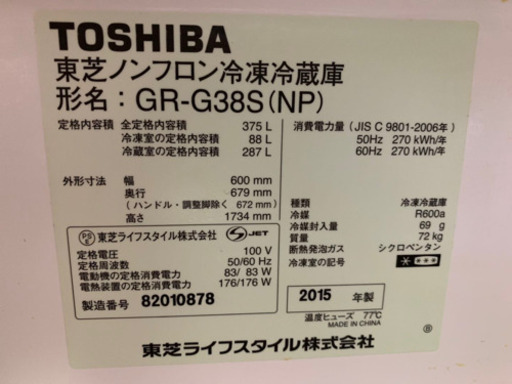 TOSHIBA
東芝ノンフロン冷凍冷蔵庫
形名：GR-G38S(NP)
定格内容積 全定格内容積 375 L
冷凍室の定格内容積 88 L
冷蔵室の定格内容積 287 L
消費電力量 (JIS C 9801-2006年)
50Hz 270 kWh/年
60Hz 270 kWh/年
外形寸法 幅 600 mm
奥行 679 mm
(ハンドル・調整脚除く 672 mm)
高さ 1734 mm
種類 冷凍冷蔵庫
冷媒 R600a
冷媒封入量 69 g
質量 72 kg
断熱発泡ガス シクロペンタン
冷凍室の記号
PS E 東芝ライフスタイル株式会社 S JET
定格電圧 100 V
定格周波数 50/60 Hz
電動機の定格消費電力 83/ 83 W
電熱装置の定格消費電力 176/176 W
製造番号 82010878
2015 年製
温度ヒューズ 77℃
MADE IN CHINA
B
東芝ライフスタイル株式会社